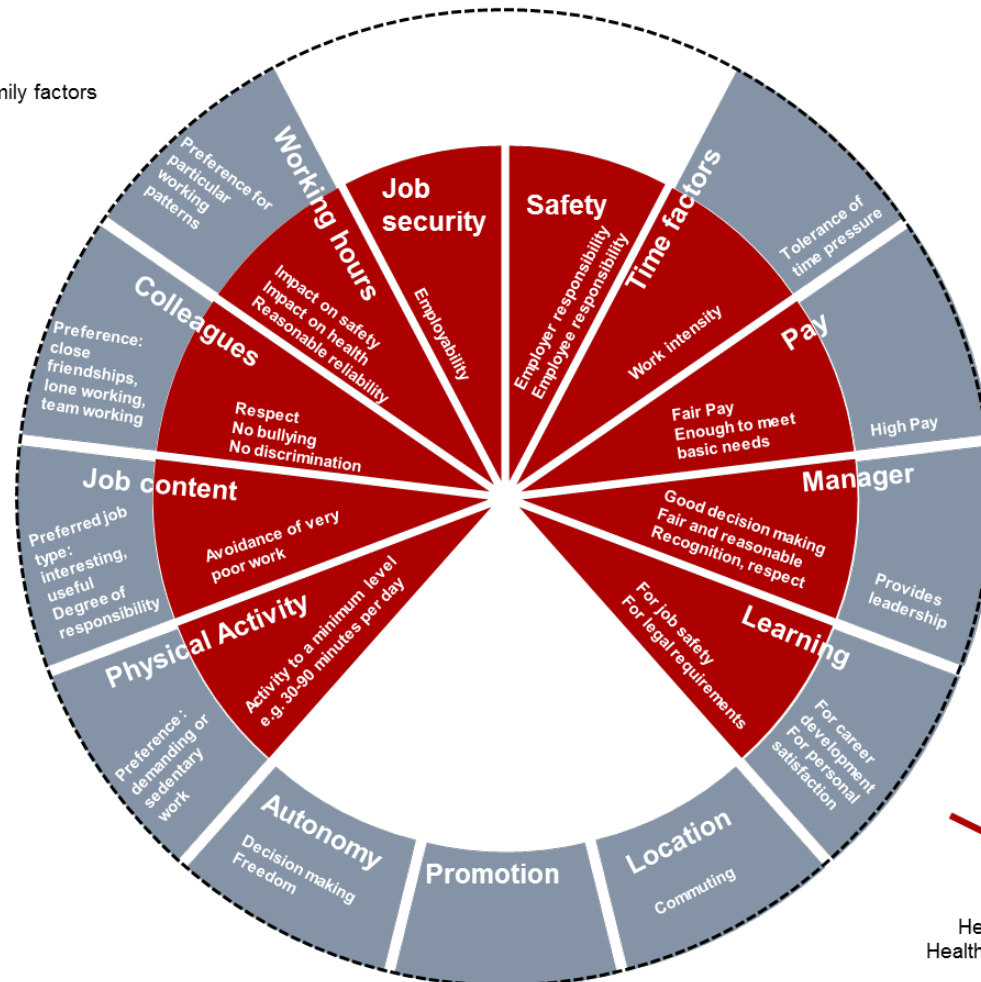 mily factors
Job
security
Employability
Safety
Employer responsibility
Employee responsibility
Time factors
Work intensity
Tolerance of
time pressure
Pay
Fair Pay
Enough to meet
basic needs
High Pay
Manager
Good decision making
Fair and reasonable
Recognition, respect
Provides
leadership
Learning
For job safety
For legal requirements
For career
development
For personal
satisfaction
Location
Commuting
Promotion
Autonomy
Decision making
Freedom
Physical Activity
Activity to a minimum level
e.g. 30-90 minutes per day
Preference :
demanding or
sedentary
work
Job content
Avoidance of very
poor work
Preferred job
type:
interesting,
useful
Degree of
responsibility
Colleagues
Respect
No bullying
No discrimination
Preference:
close
friendships,
lone working,
team working
Working hours
Impact on safety
Impact on health
Reasonable reliability
Preference for
particular
working
patterns
He
Health